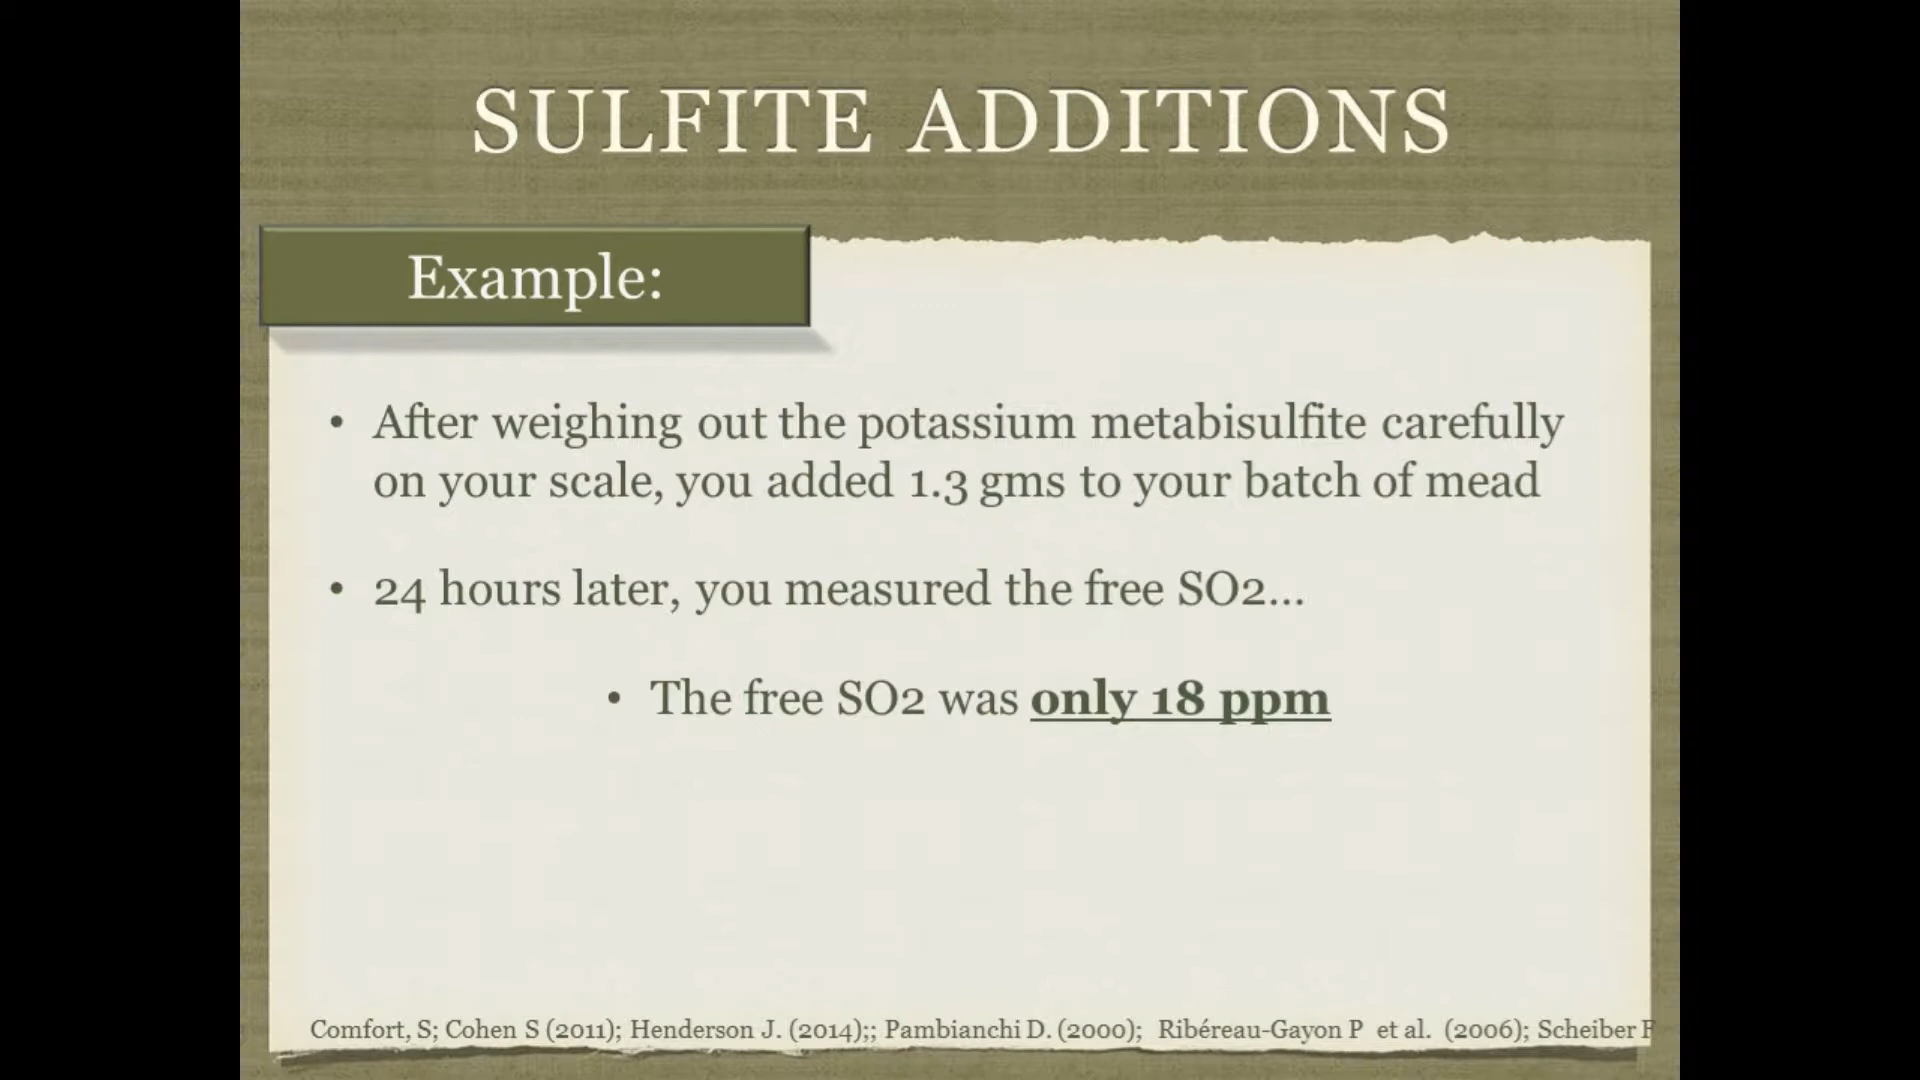 SULFITE ADDITIONS
Example:
• After weighing out the potassium metabisulfite carefully
on your scale, you added 1.3 gms to your batch of mead
• 24 hours later, you measured the free SO2...
• The free SO2 was only 18 ppm
Comfort, S; Cohen S (2011); Henderson J. (2014);; Pambianchi D. (2000); Ribéreau-Gayon P et al. (2006); Scheiber F